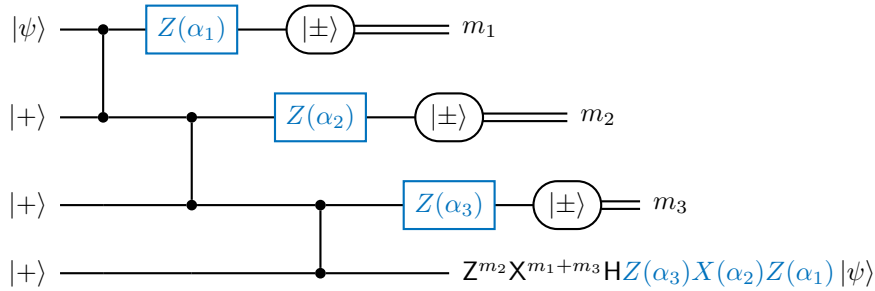 |ψ⟩ Z(α₁) |±⟩ m₁
|+⟩ Z(α₂) |±⟩ m₂
|+⟩ Z(α₃) |±⟩ m₃
|+⟩ Z^{m₂}X^{m₁+m₃}HZ(α₃)X(α₂)Z(α₁)|ψ⟩